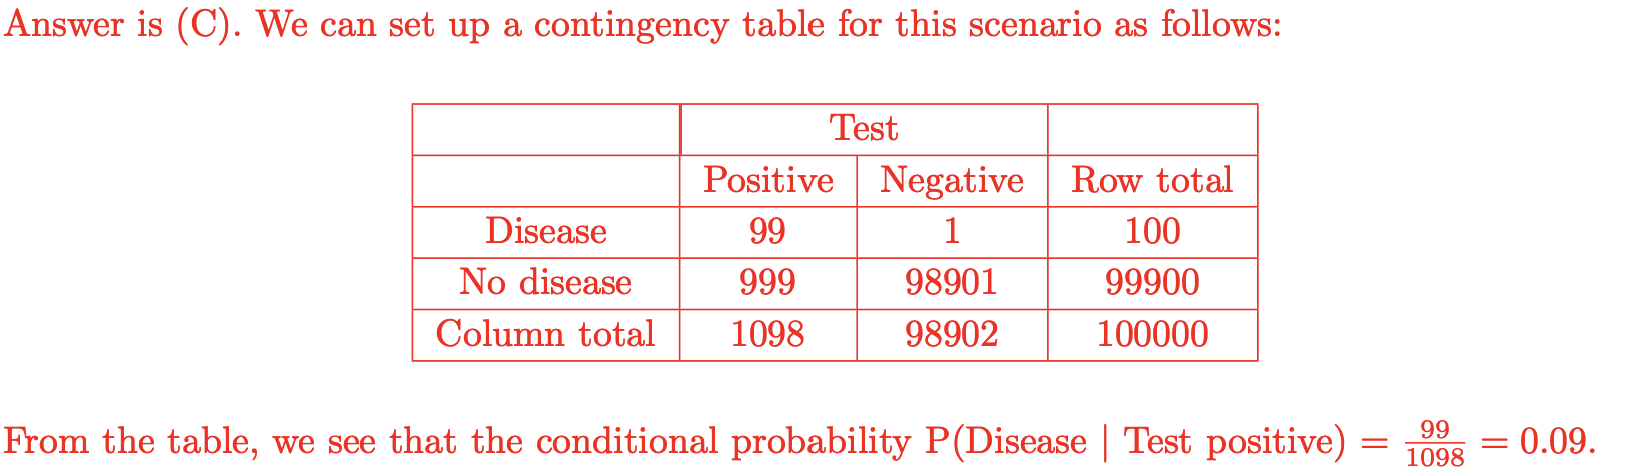 Answer is (C). We can set up a contingency table for this scenario as follows:
Test
Positive Negative Row total
Disease 99 1 100
No disease 999 98901 99900
Column total 1098 98902 100000
From the table, we see that the conditional probability P(Disease | Test positive) = 99/1098 = 0.09.